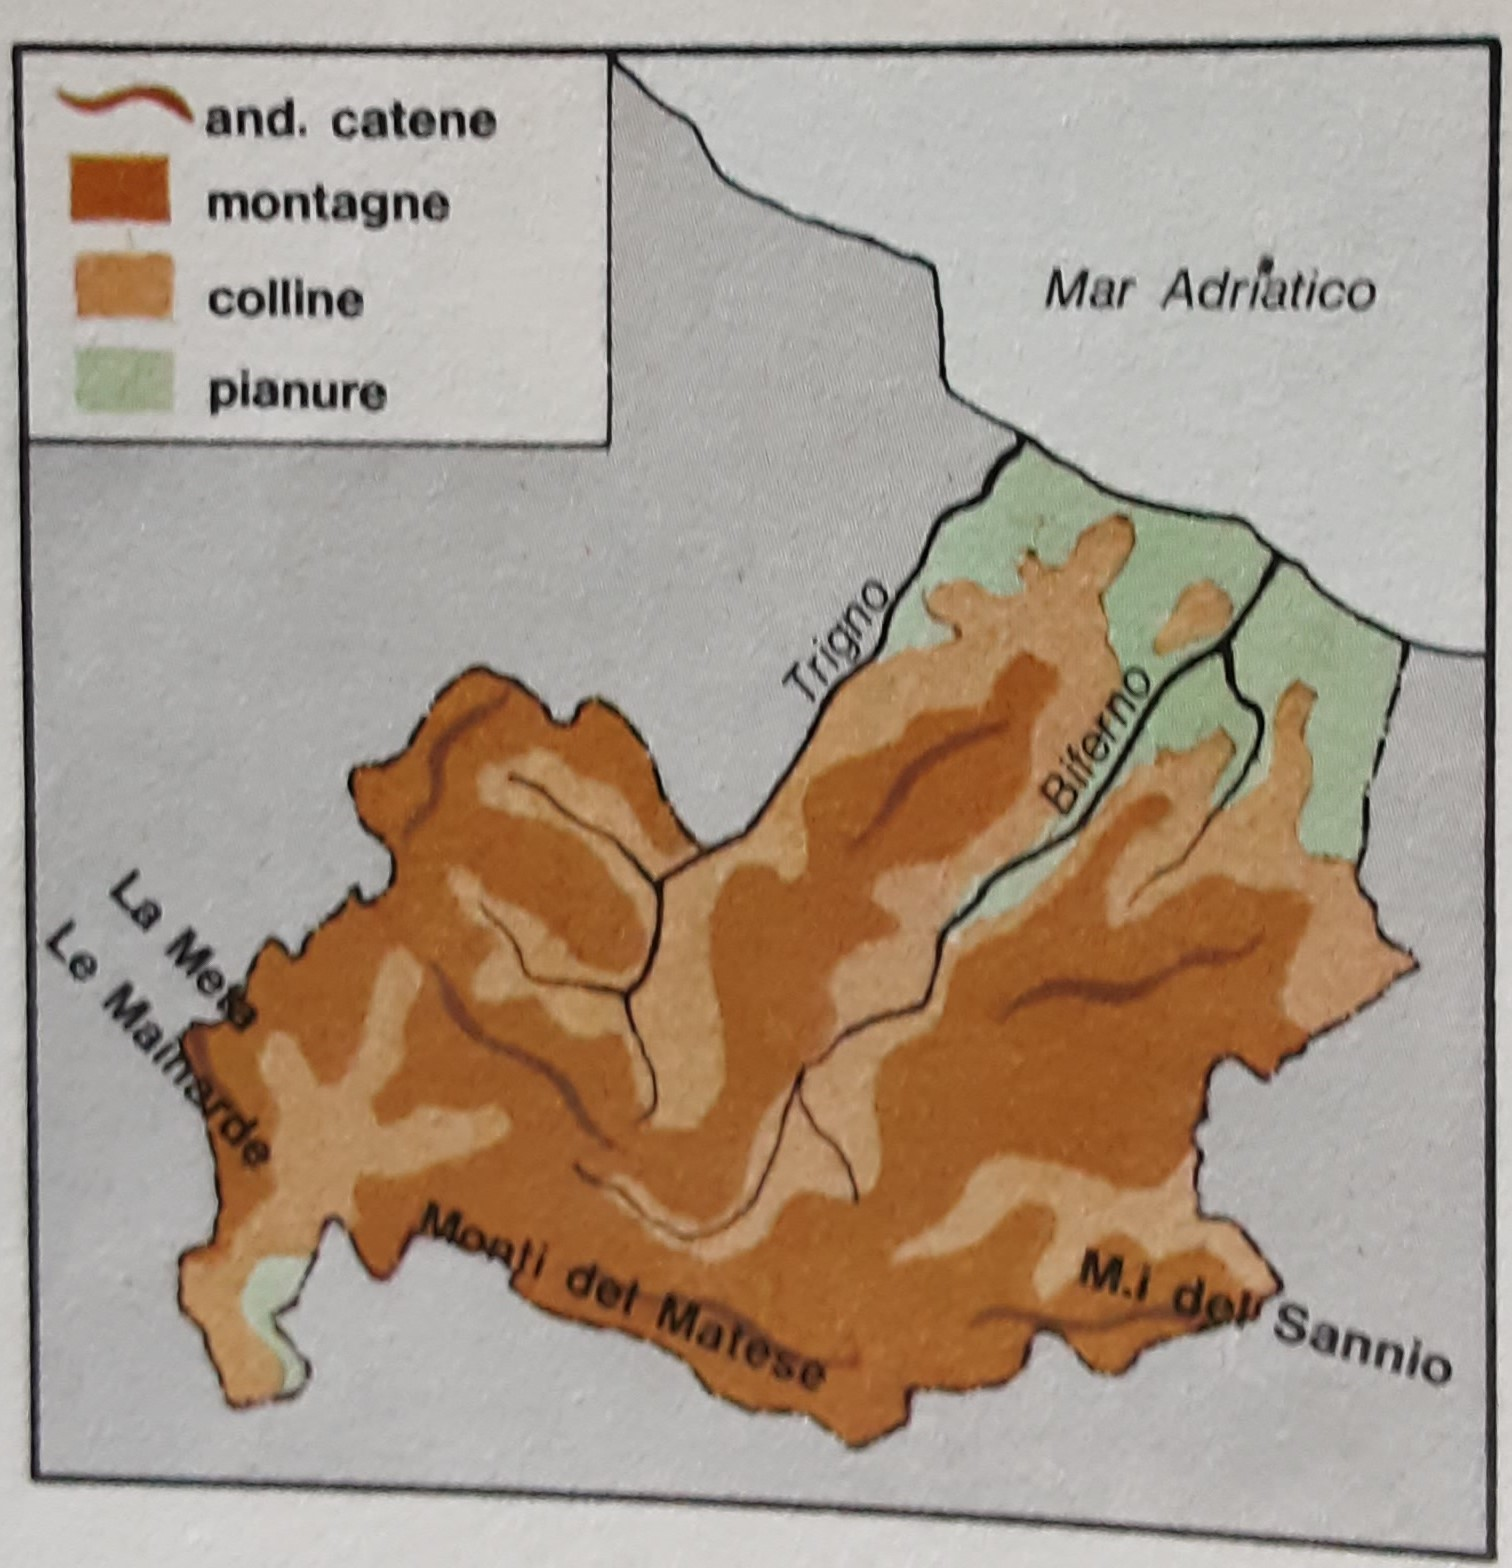 and. catene
montagne
colline
pianure
Mar Adriatico
Trigno
Biferno
La Meta
Le Mainarde
Monti del Matese
M.i del Sannio